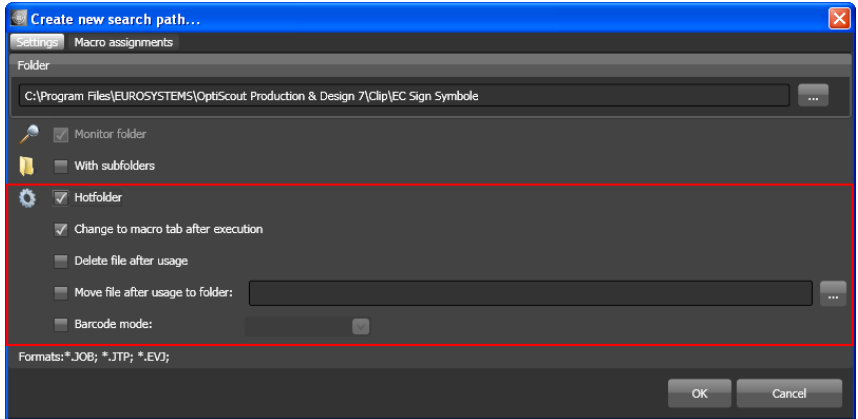 Create new search path...
Settings Macro assignments
Folder
C:\Program Files\EUROSYSTEMS\OptiScout Production & Design 7\Clip\EC Sign Symbole ...
Monitor folder
With subfolders
Hotfolder
Change to macro tab after execution
Delete file after usage
Move file after usage to folder: ...
Barcode mode:
Formats:*.JOB; *.JTP; *.EVJ;
OK Cancel